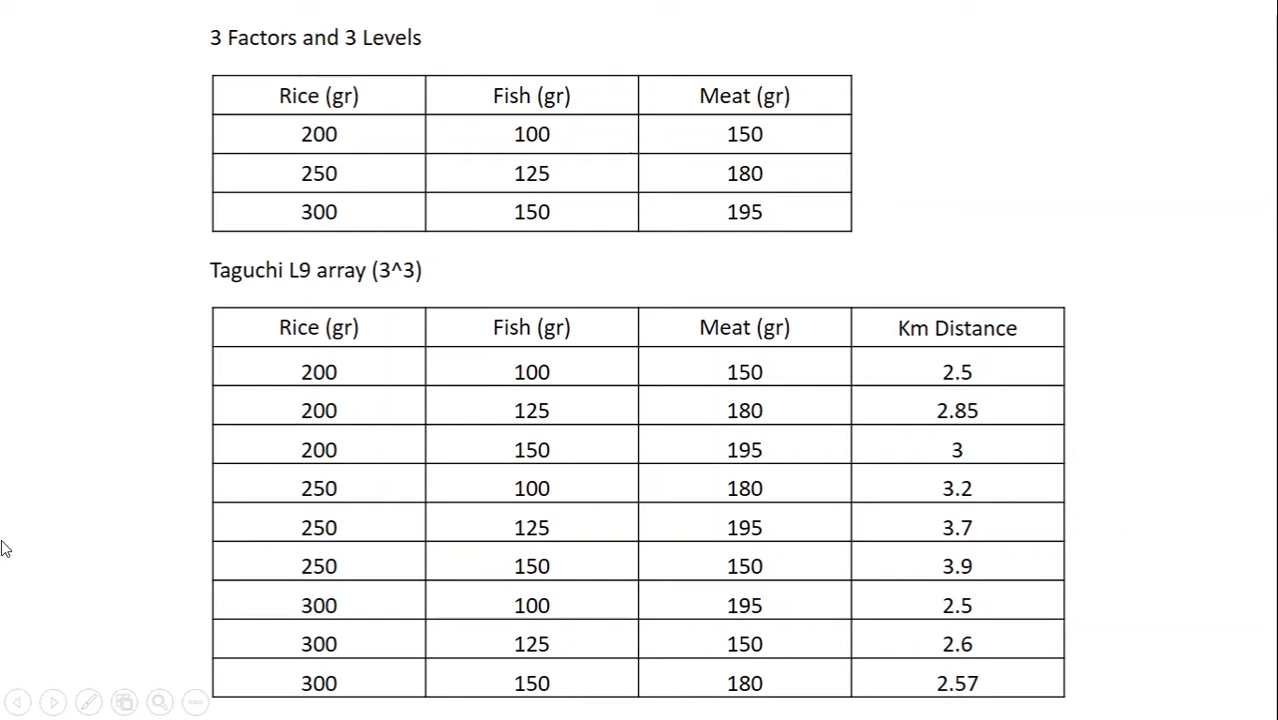 3 Factors and 3 Levels
Rice (gr) Fish (gr) Meat (gr)
200 100 150
250 125 180
300 150 195
Taguchi L9 array (3^3)
Rice (gr) Fish (gr) Meat (gr) Km Distance
200 100 150 2.5
200 125 180 2.85
200 150 195 3
250 100 180 3.2
250 125 195 3.7
250 150 150 3.9
300 100 195 2.5
300 125 150 2.6
300 150 180 2.57